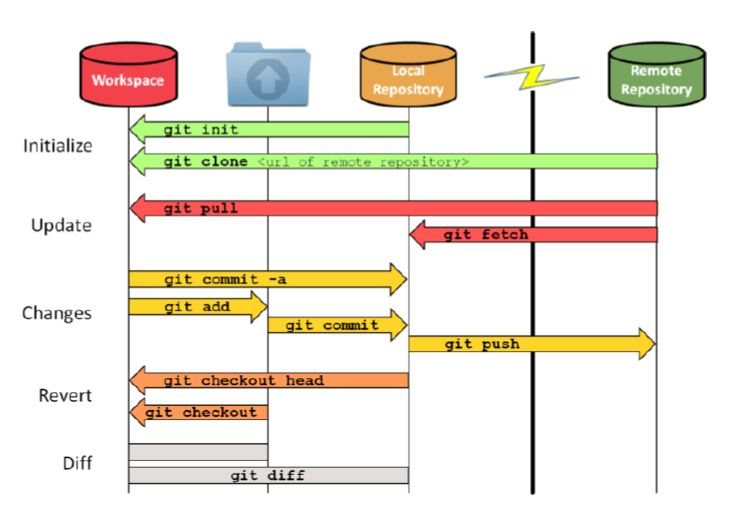 Workspace
Local
Repository
Remote
Repository
Initialize
git init
git clone <url of remote repository>
Update
git pull
git fetch
Changes
git commit -a
git add
git commit
git push
Revert
git checkout head
git checkout
Diff
git diff